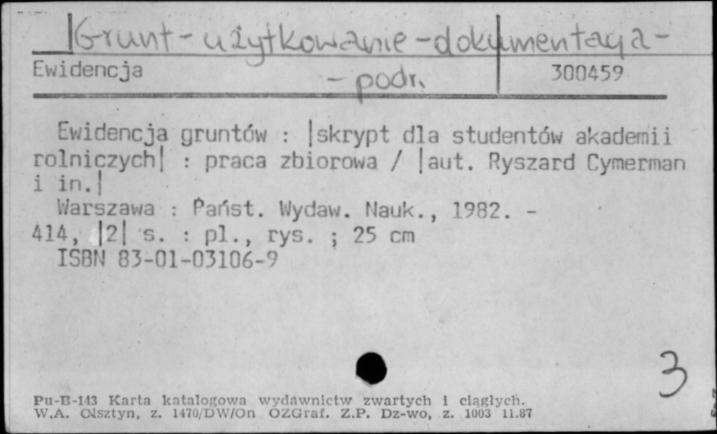 |Grunt - użytkowanie - dokumentacja -
- podr.
Ewidencja 300459
Ewidencja gruntów : |skrypt dla studentów akademii
rolniczych| : praca zbiorowa / |aut. Ryszard Cymerman
i in.|
Warszawa : Państ. Wydaw. Nauk., 1982. -
414, |2| s. : pl., rys. ; 25 cm
ISBN 83-01-03106-9
3
Pu-B-143 Karta katalogowa wydawnictw zwartych i ciągłych.
W.A. Olsztyn, z. 1470/DW/On OZGraf. Z.P. Dz-wo, z. 1003 11.87